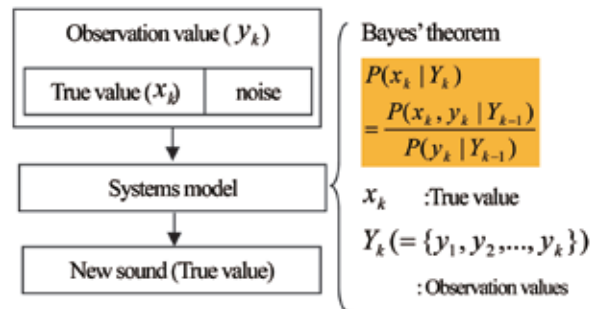 Observation value ( y_k )
True value ( x_k )
noise
Systems model
New sound (True value)
Bayes' theorem
P(x_k | Y_k)
= P(x_k, y_k | Y_{k-1}) / P(y_k | Y_{k-1})
x_k :True value
Y_k (= {y_1, y_2,..., y_k})
: Observation values